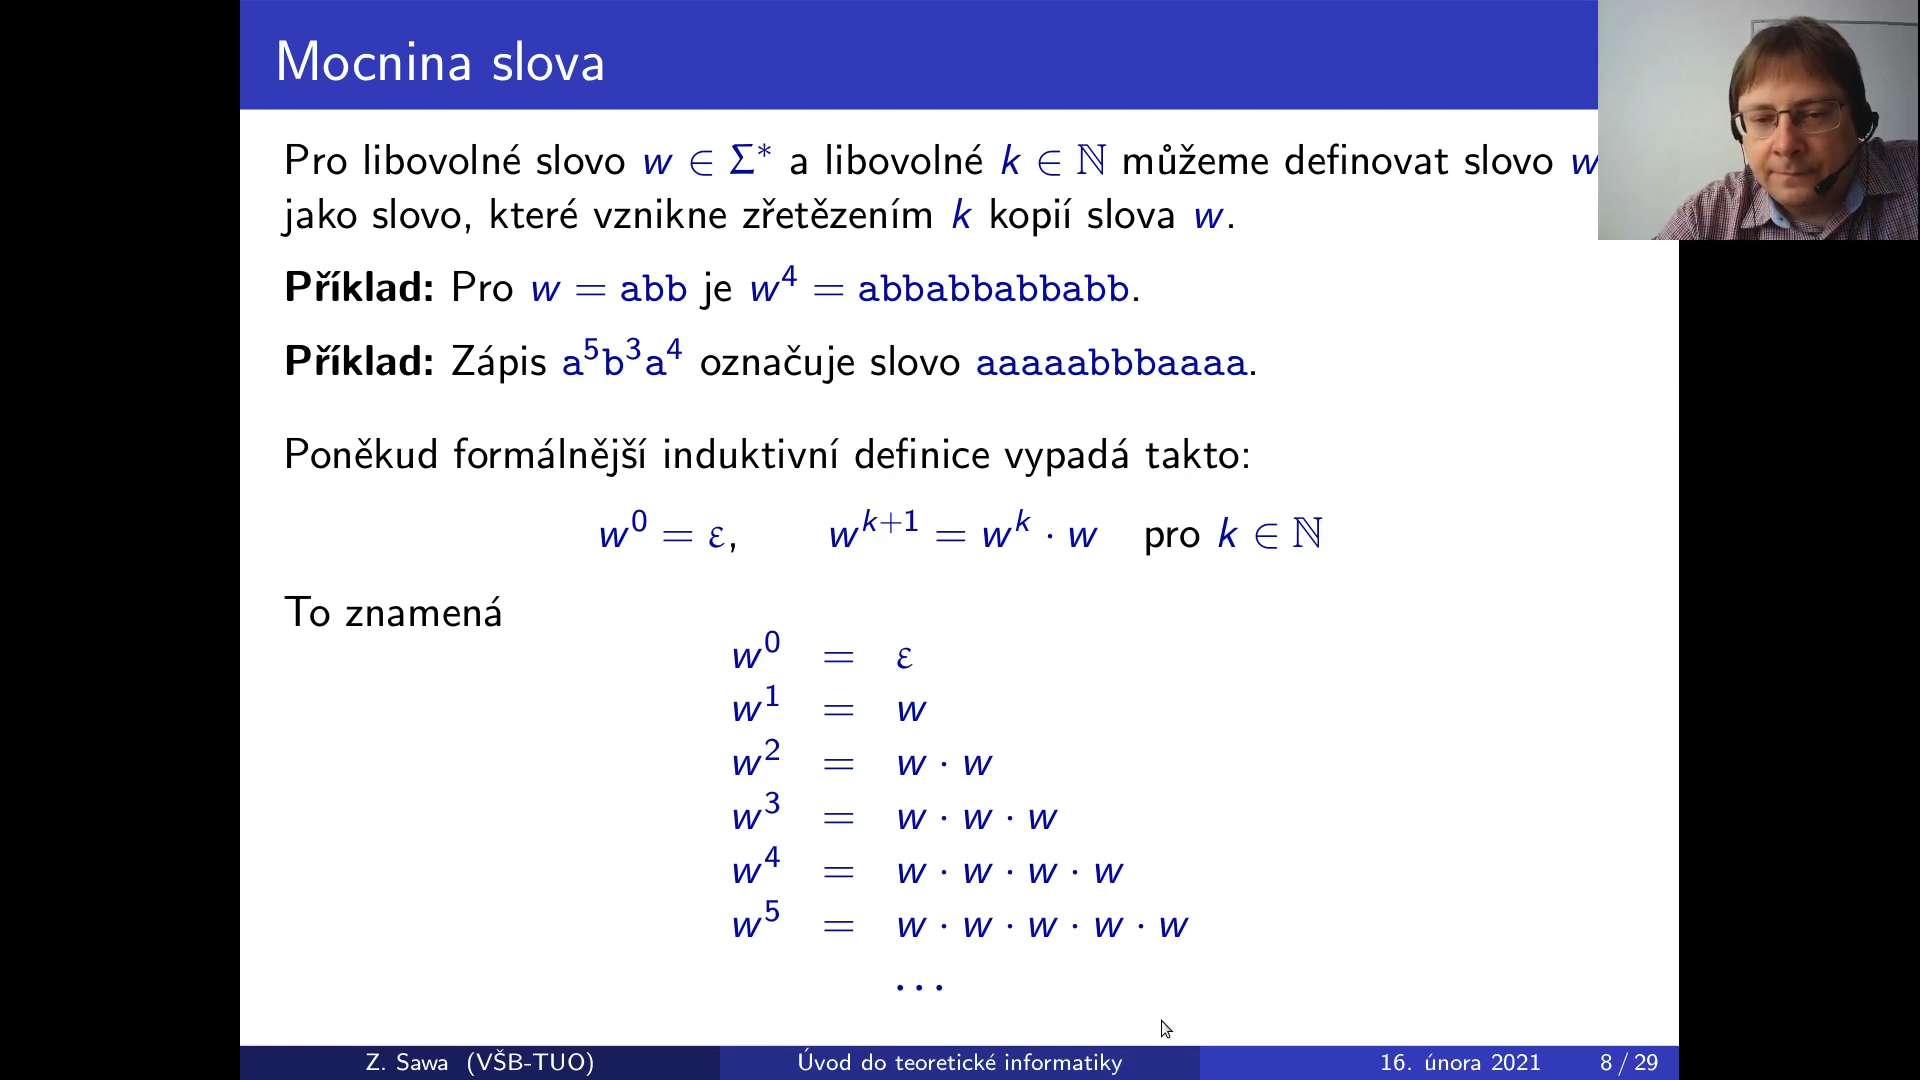 Mocnina slova
Pro libovolné slovo w ∈ Σ* a libovolné k ∈ ℕ můžeme definovat slovo w
jako slovo, které vznikne zřetězením k kopií slova w.
Příklad: Pro w = abb je w⁴ = abbabbabbabb.
Příklad: Zápis a⁵b³a⁴ označuje slovo aaaaabbbaaaa.
Poněkud formálnější induktivní definice vypadá takto:
w⁰ = ε, wᵏ⁺¹ = wᵏ · w pro k ∈ ℕ
To znamená
w⁰ = ε
w¹ = w
w² = w · w
w³ = w · w · w
w⁴ = w · w · w · w
w⁵ = w · w · w · w · w
...
Z. Sawa (VŠB-TUO) Úvod do teoretické informatiky 16. února 2021 8 / 29